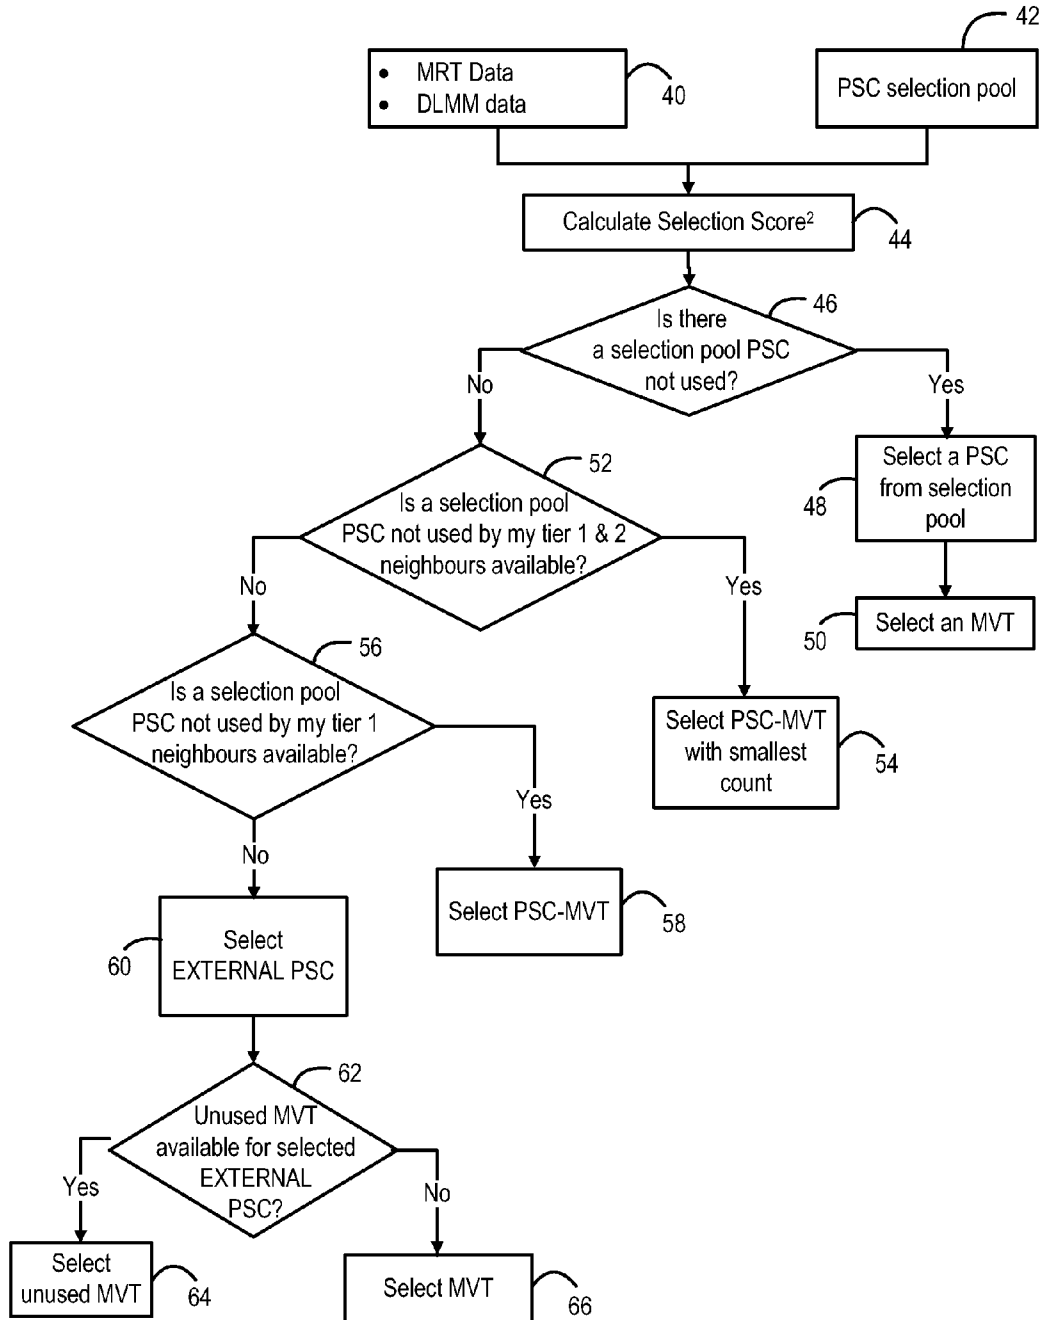 42
• MRT Data
• DLMM data
40
PSC selection pool
Calculate Selection Score²
44
46
Is there
a selection pool PSC
not used?
No
Yes
52
Select a PSC
from selection
pool
48
Is a selection pool
PSC not used by my tier 1 & 2
neighbours available?
No
Yes
Select an MVT
50
56
Is a selection pool
PSC not used by my tier 1
neighbours available?
Select PSC-MVT
with smallest
count
54
Yes
No
Select PSC-MVT
58
Select
EXTERNAL PSC
60
62
Unused MVT
available for selected
EXTERNAL
PSC?
Yes
No
Select
unused MVT
64
Select MVT
66